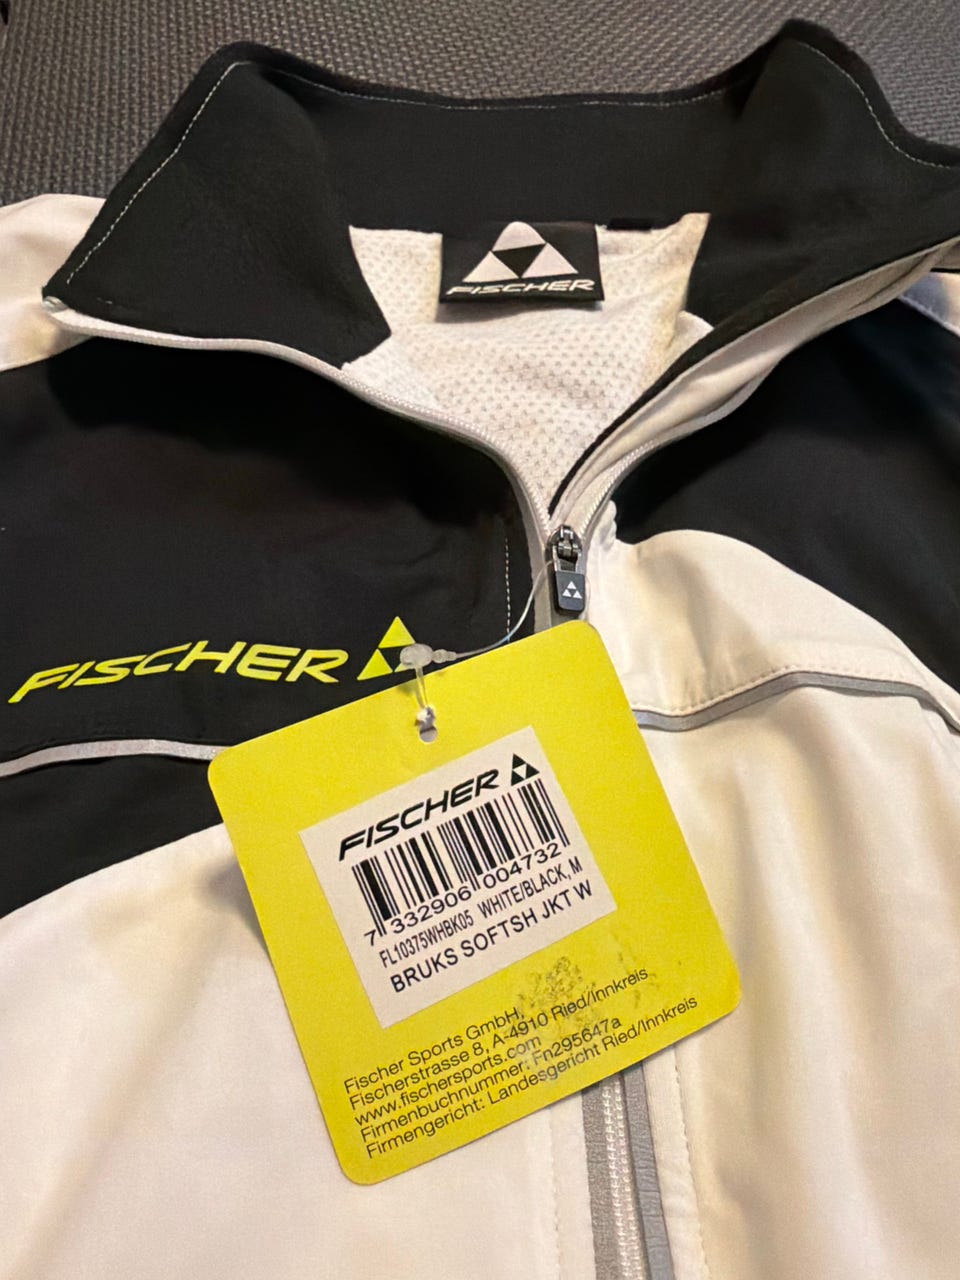 FISCHER
FISCHER
FISCHER
7 332906 004732
FL10375WHBK05 WHITE/BLACK, M
BRUKS SOFTSH JKT W
Fischer Sports GmbH,
Fischerstrasse 8, A-4910 Ried/Innkreis
www.fischersports.com
Firmenbuchnummer: Fn295647a
Firmengericht: Landesgericht Ried/Innkreis